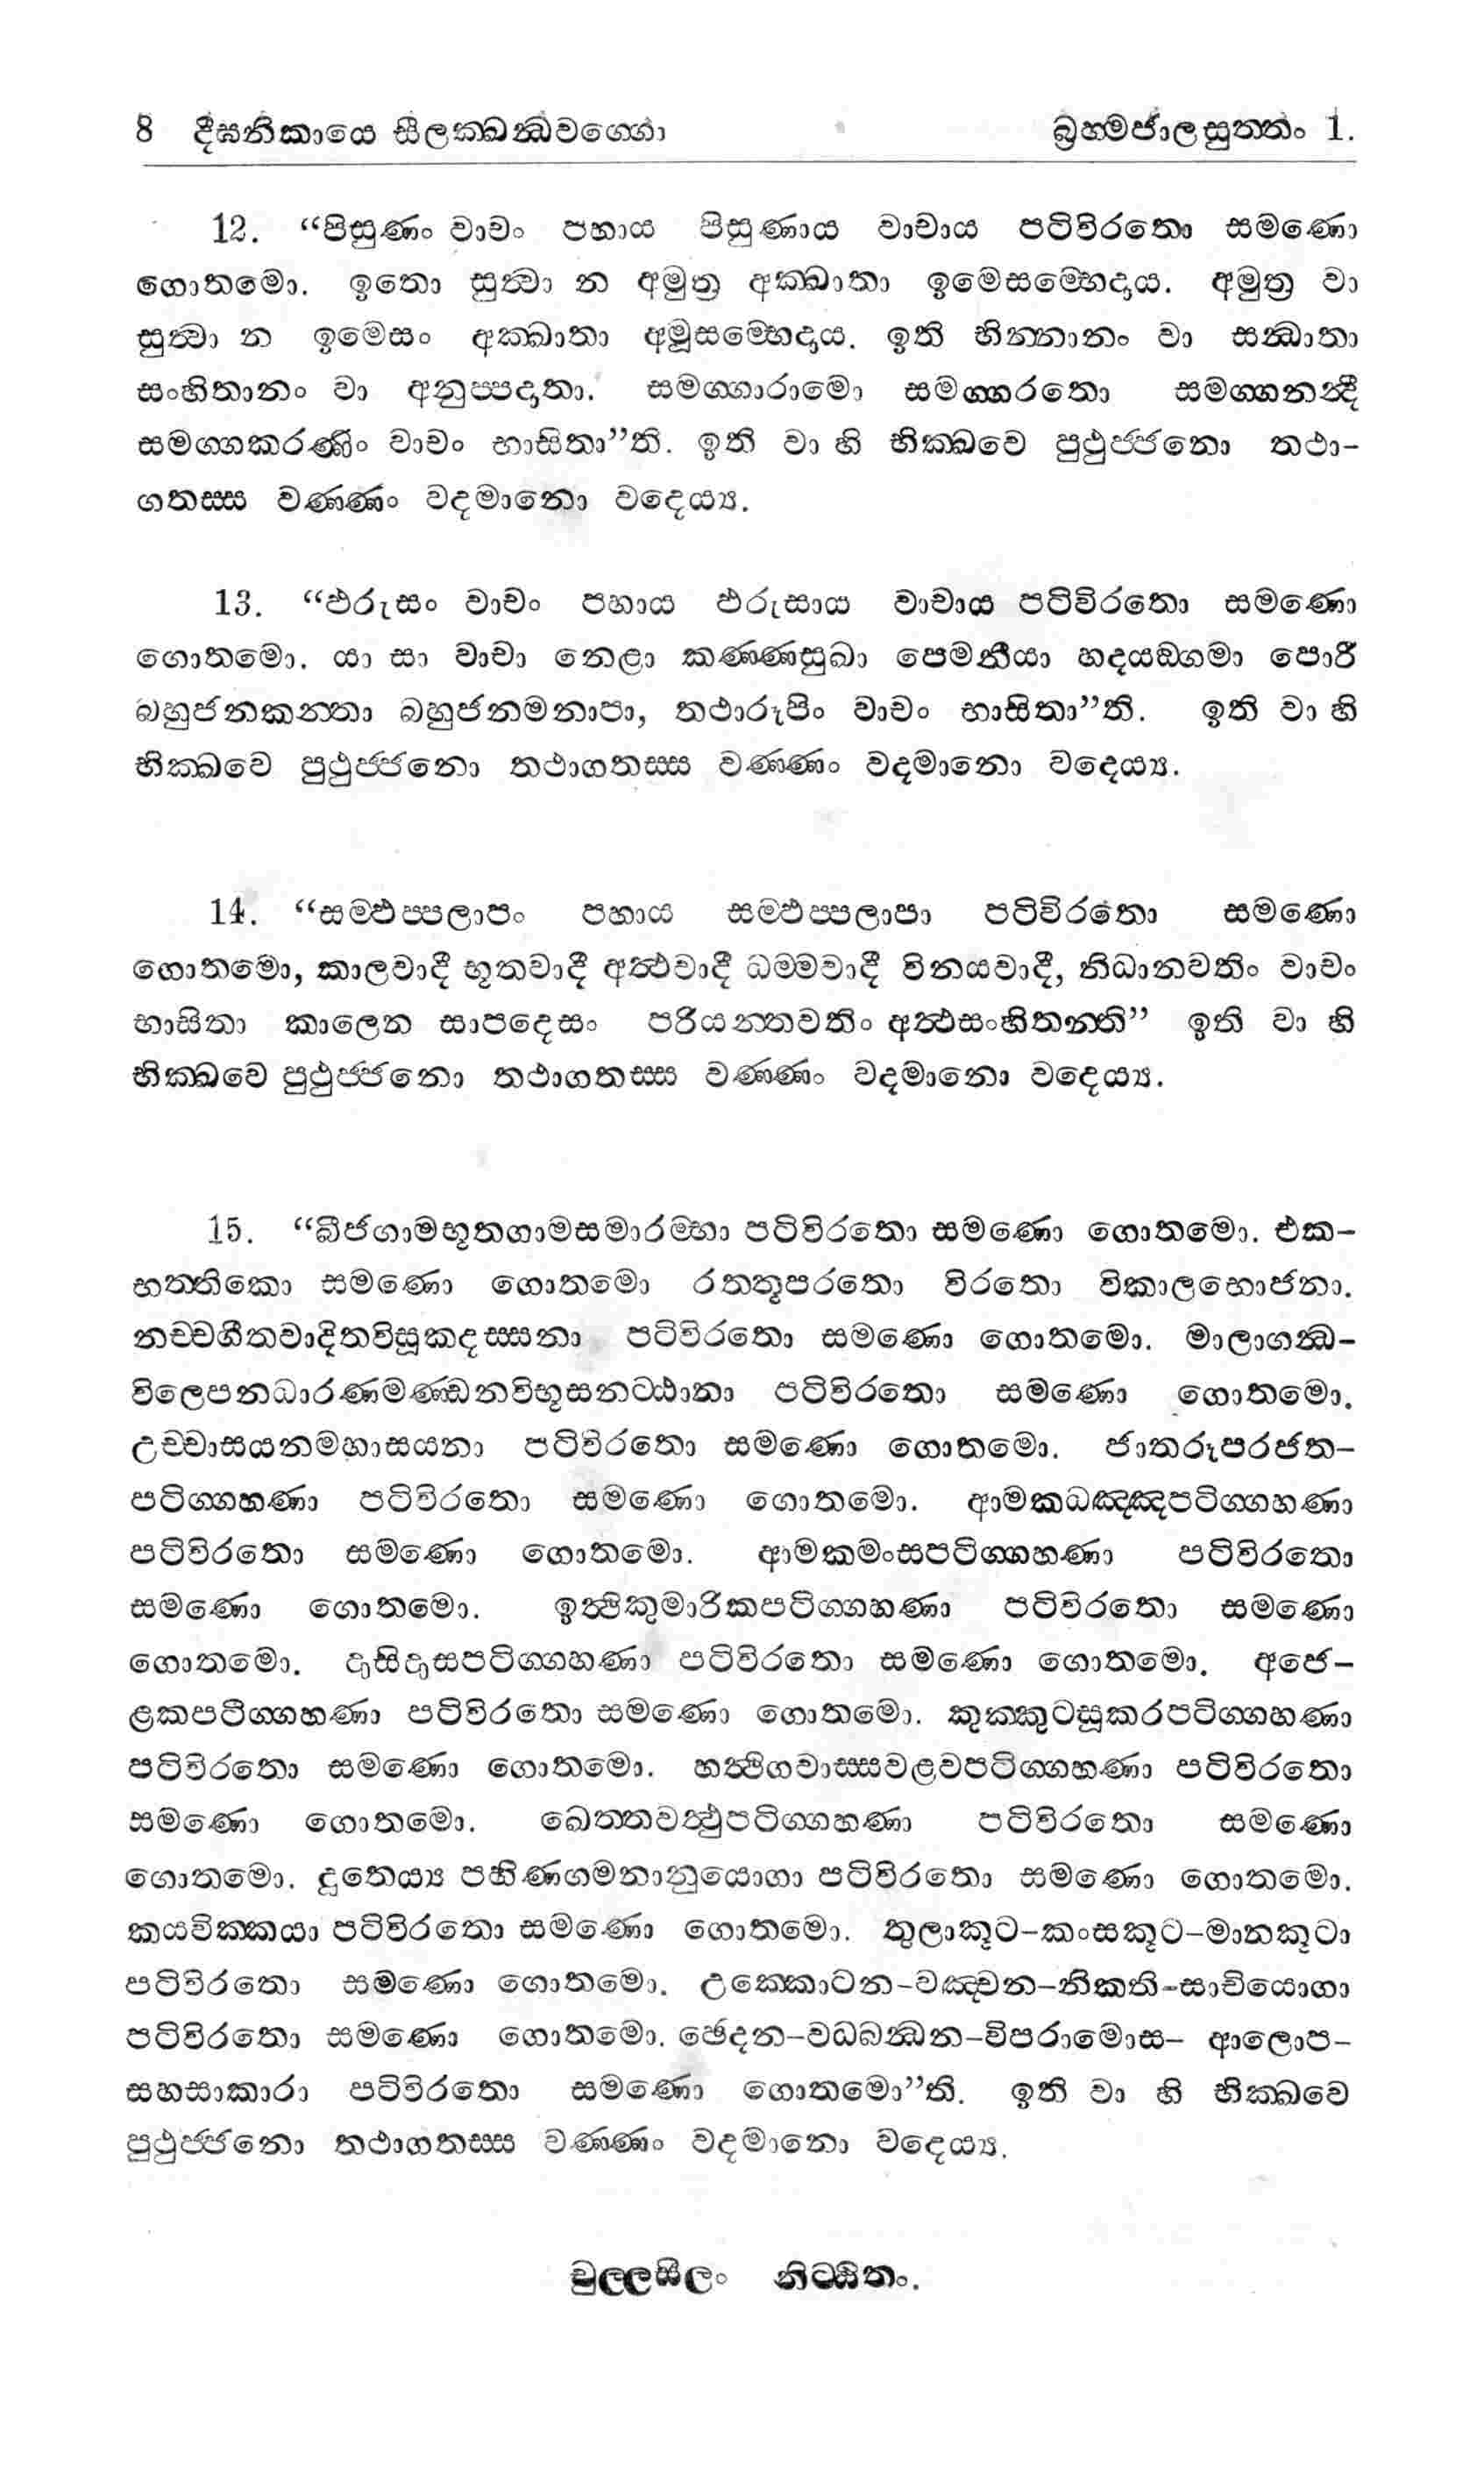 8 දීඝනිකායෙ සීලක්ඛන්ධවග්ගො බ්‍රහ්මජාලසුත්තං 1.
12. “පිසුණං වාචං පහාය පිසුණාය වාචාය පටිවිරතො සමණො
ගොතමො. ඉතො සුත්‍වා න අමුත්‍ර අක්ඛාතා ඉමෙසම්භෙදාය. අමුත්‍ර වා
සුත්‍වා න ඉමෙසං අක්ඛාතා අමූසම්භෙදාය. ඉති භින්නානං වා සන්ධාතා
සංහිතානං වා අනුප්පදාතා. සමග්ගාරාමො සමග්ගරතො සමග්ගනන්දී
සමග්ගකරණිං වාචං භාසිතා”ති. ඉති වා හි භික්ඛවෙ පුථුජ්ජනො තථා-
ගතස්ස වණ්ණං වදමානො වදෙය්‍ය.
13. “ඵරුසං වාචං පහාය ඵරුසාය වාචාය පටිවිරතො සමණො
ගොතමො. යා සා වාචා නෙළා කණ්ණසුඛා පෙමනීයා හදයඞ්ගමා පොරී
බහුජනකන්තා බහුජනමනාපා, තථාරූපිං වාචං භාසිතා”ති. ඉති වා හි
භික්ඛවෙ පුථුජ්ජනො තථාගතස්ස වණ්ණං වදමානො වදෙය්‍ය.
14. “සම්ඵප්පලාපං පහාය සම්ඵප්පලාපා පටිවිරතො සමණො
ගොතමො, කාලවාදී භූතවාදී අත්‍ථවාදී ධම්මවාදී විනයවාදී, නිධානවතිං වාචං
භාසිතා කාලෙන සාපදෙසං පරියන්තවතිං අත්‍ථසංහිතන්ති” ඉති වා හි
භික්ඛවෙ පුථුජ්ජනො තථාගතස්ස වණ්ණං වදමානො වදෙය්‍ය.
15. “බීජගාමභූතගාමසමාරම්භා පටිවිරතො සමණො ගොතමො. එක-
භත්තිකො සමණො ගොතමො රතතූපරතො විරතො විකාලභොජනා.
නච්චගීතවාදිතවිසූකදස්සනා පටිවිරතො සමණො ගොතමො. මාලාගන්ධ-
විලෙපනධාරණමණ්ඩනවිභූසනට්ඨානා පටිවිරතො සමණො ගොතමො.
උච්චාසයනමහාසයනා පටිවිරතො සමණො ගොතමො. ජාතරූපරජත-
පටිග්ගහණා පටිවිරතො සමණො ගොතමො. ආමකධඤ්ඤපටිග්ගහණා
පටිවිරතො සමණො ගොතමො. ආමකමංසපටිග්ගහණා පටිවිරතො
සමණො ගොතමො. ඉත්‍ථිකුමාරිකපටිග්ගහණා පටිවිරතො සමණො
ගොතමො. දාසිදාසපටිග්ගහණා පටිවිරතො සමණො ගොතමො. අජෙ-
ළකපටිග්ගහණා පටිවිරතො සමණො ගොතමො. කුක්කුටසූකරපටිග්ගහණා
පටිවිරතො සමණො ගොතමො. හත්‍ථිගවාස්සවළවපටිග්ගහණා පටිවිරතො
සමණො ගොතමො. ඛෙත්තවත්‍ථුපටිග්ගහණා පටිවිරතො සමණො
ගොතමො. දූතෙය්‍ය පහිණගමනානුයොගා පටිවිරතො සමණො ගොතමො.
කයවික්කයා පටිවිරතො සමණො ගොතමො. තුලාකූට-කංසකූට-මානකූටා
පටිවිරතො සමණො ගොතමො. උක්කොටන-වඤ්චන-නිකති-සාචියොගා
පටිවිරතො සමණො ගොතමො. ඡෙදන-වධබන්ධන-විපරාමොස- ආලොප-
සහසාකාරා පටිවිරතො සමණො ගොතමො”ති. ඉති වා හි භික්ඛවෙ
පුථුජ්ජනො තථාගතස්ස වණ්ණං වදමානො වදෙය්‍ය.
චුල්ලසීලං නිට්ඨිතං.